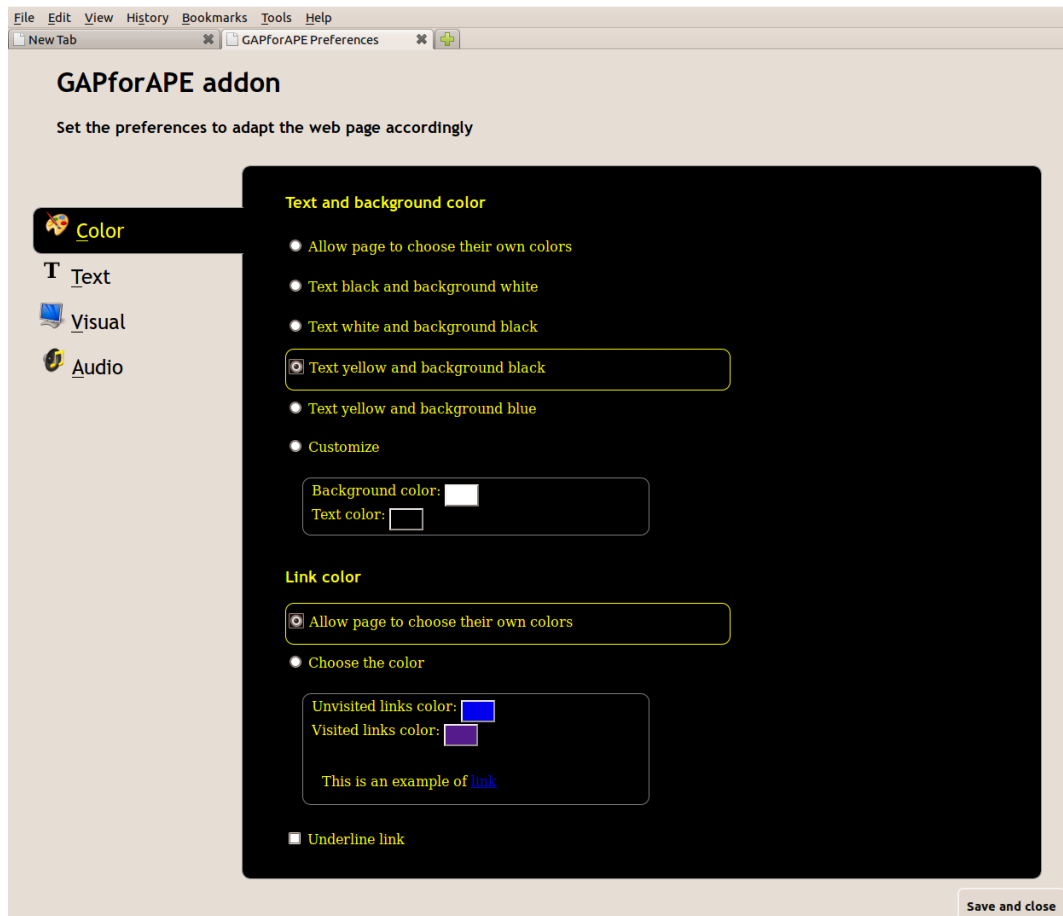 File Edit View History Bookmarks Tools Help
New Tab GAPforAPE Preferences
GAPforAPE addon
Set the preferences to adapt the web page accordingly
Color
Text
Visual
Audio
Text and background color
Allow page to choose their own colors
Text black and background white
Text white and background black
Text yellow and background black
Text yellow and background blue
Customize
Background color:
Text color:
Link color
Allow page to choose their own colors
Choose the color
Unvisited links color:
Visited links color:
This is an example of link
Underline link
Save and close